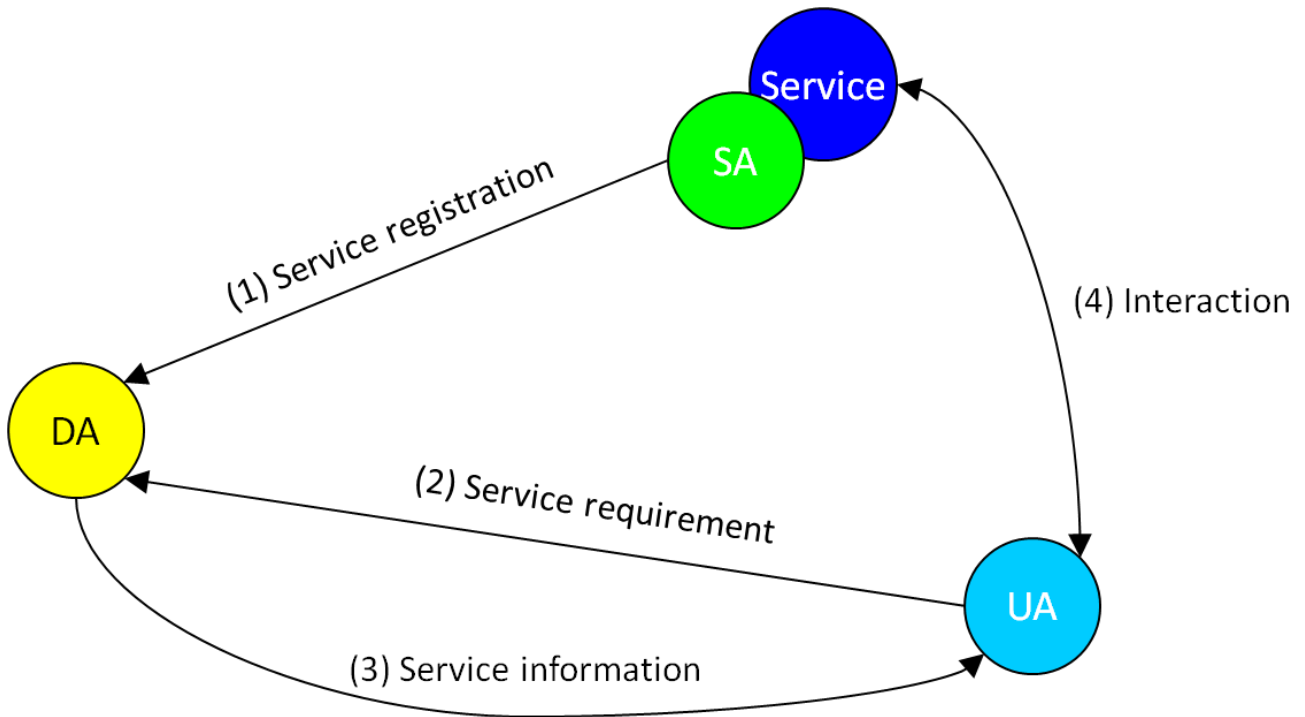 Service
SA
(1) Service registration
(4) Interaction
DA
(2) Service requirement
UA
(3) Service information